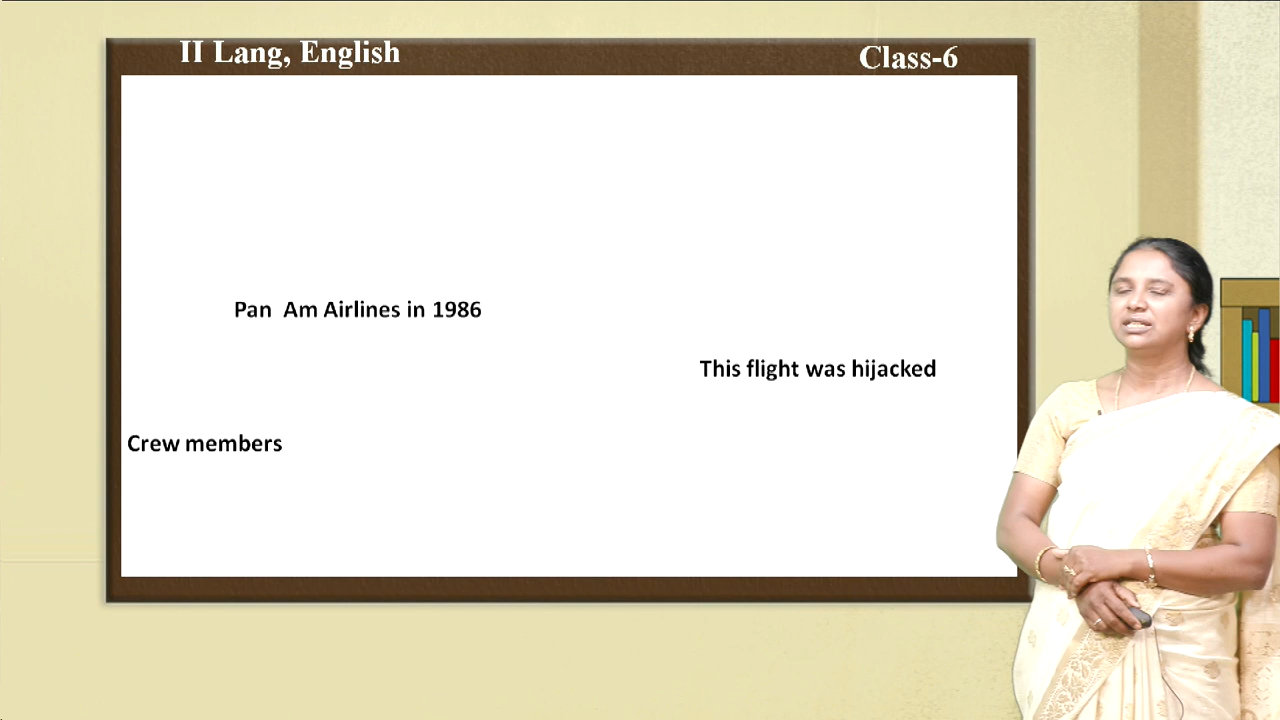 II Lang, English
Class-6
Pan Am Airlines in 1986
This flight was hijacked
Crew members